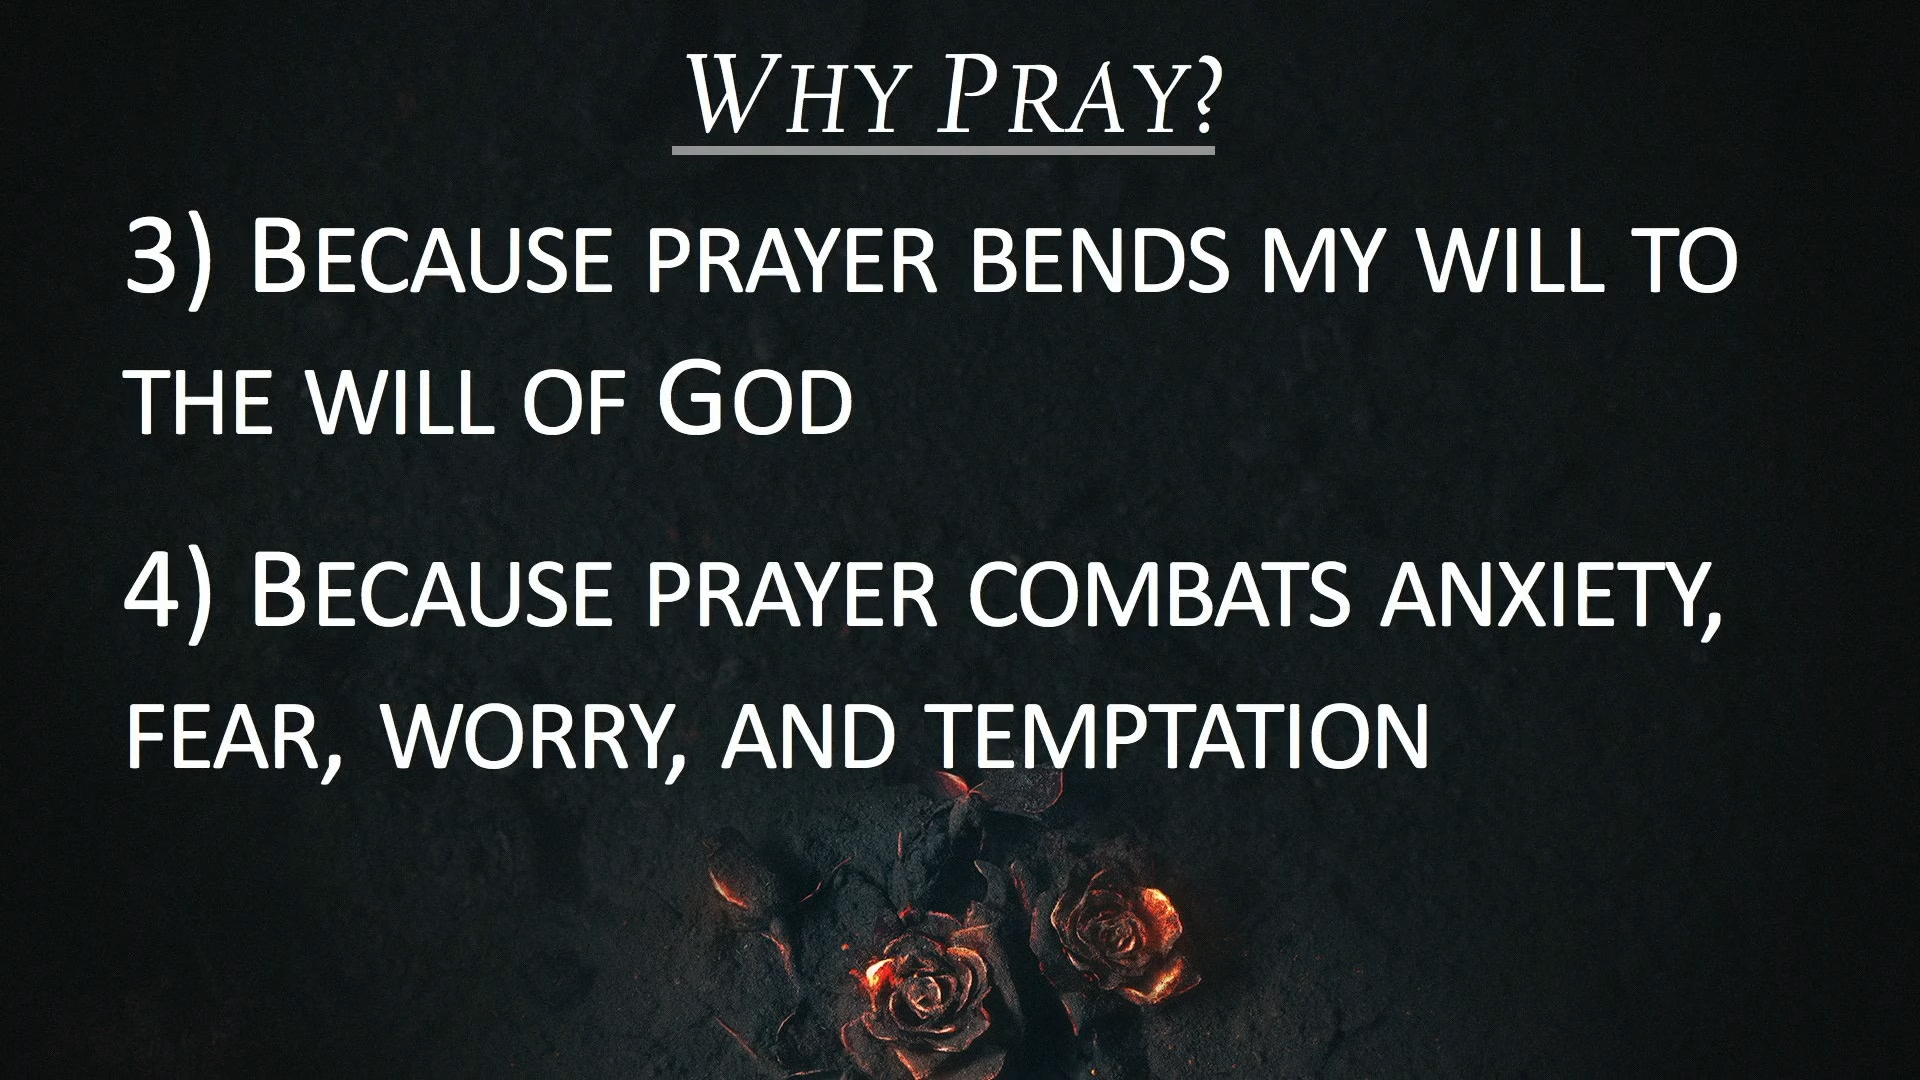 WHY PRAY?
3) BECAUSE PRAYER BENDS MY WILL TO
THE WILL OF GOD
4) BECAUSE PRAYER COMBATS ANXIETY,
FEAR, WORRY, AND TEMPTATION